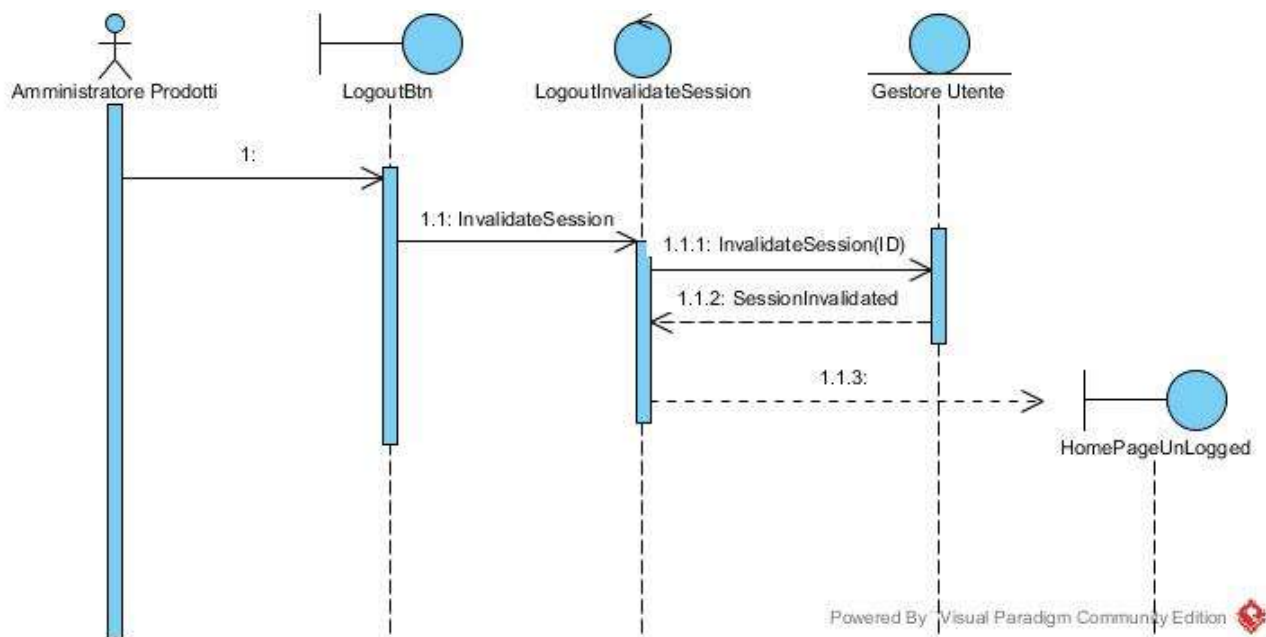 Amministratore Prodotti
LogoutBtn
LogoutInvalidateSession
Gestore Utente
1:
1.1: InvalidateSession
1.1.1: InvalidateSession(ID)
1.1.2: SessionInvalidated
1.1.3:
HomePageUnLogged
Powered By Visual Paradigm Community Edition